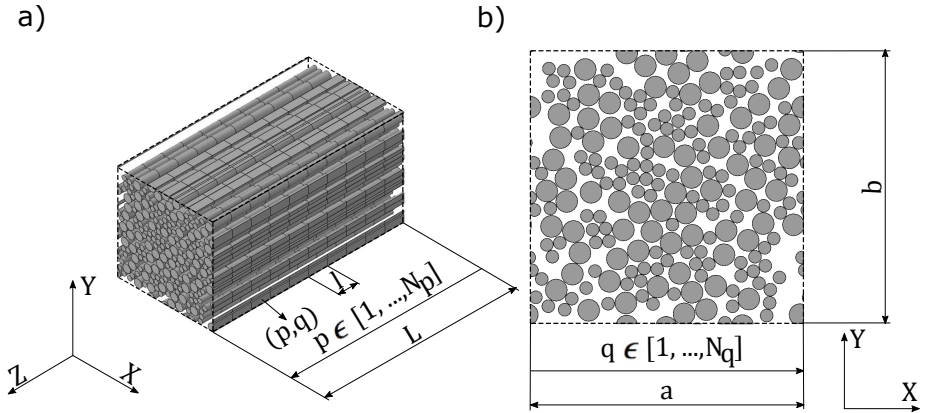 a)
b)
Y
Z
X
(p,q)
l
p ϵ [1, ...,Np]
L
b
q ϵ [1, ...,Nq]
a
Y
X